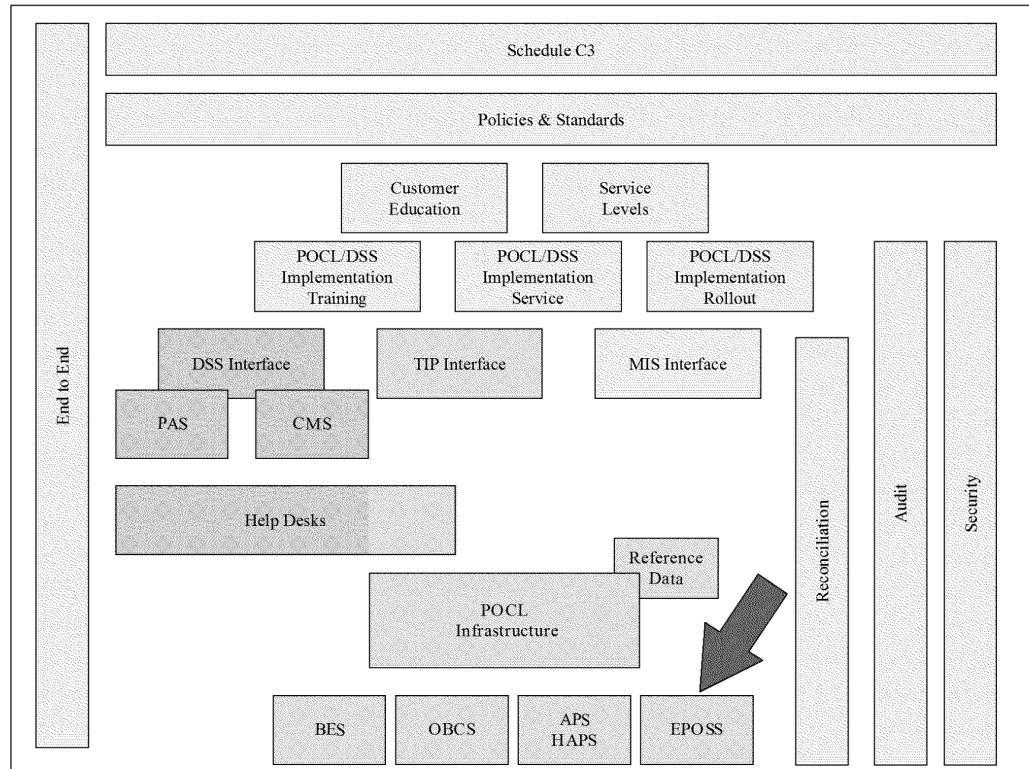 Schedule C3
Policies & Standards
Customer
Education
Service
Levels
POCL/DSS
Implementation
Training
POCL/DSS
Implementation
Service
POCL/DSS
Implementation
Rollout
DSS Interface
TIP Interface
MIS Interface
PAS
CMS
End to End
Help Desks
Reference
Data
POCL
Infrastructure
Reconciliation
Audit
Security
BES
OBCS
APS
HAPS
EPOSS